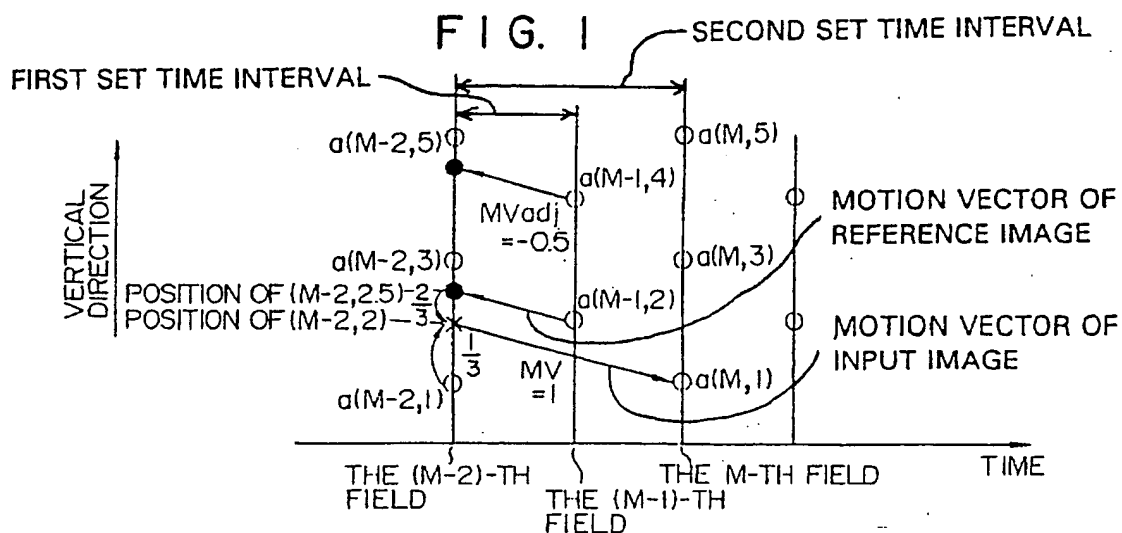 FIG. 1
SECOND SET TIME INTERVAL
FIRST SET TIME INTERVAL
a(M-2,5)
a(M,5)
a(M-1,4)
MVadj
=-0.5
MOTION VECTOR OF
REFERENCE IMAGE
VERTICAL
DIRECTION
a(M-2,3)
a(M,3)
POSITION OF (M-2,2.5)
2/3
a(M-1,2)
POSITION OF (M-2,2)
1/3
MV
=1
MOTION VECTOR OF
INPUT IMAGE
a(M-2,1)
a(M,1)
THE (M-2)-TH
FIELD
THE (M-1)-TH
FIELD
THE M-TH FIELD
TIME